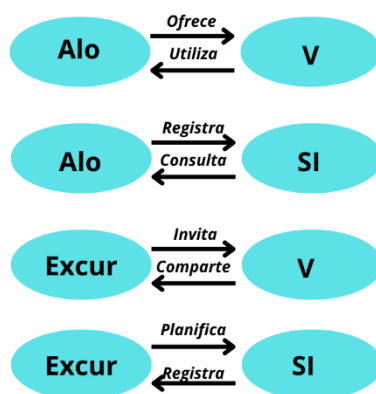 Ofrece
Alo
V
Utiliza
Registra
Alo
SI
Consulta
Invita
Excur
V
Comparte
Planifica
Excur
SI
Registra